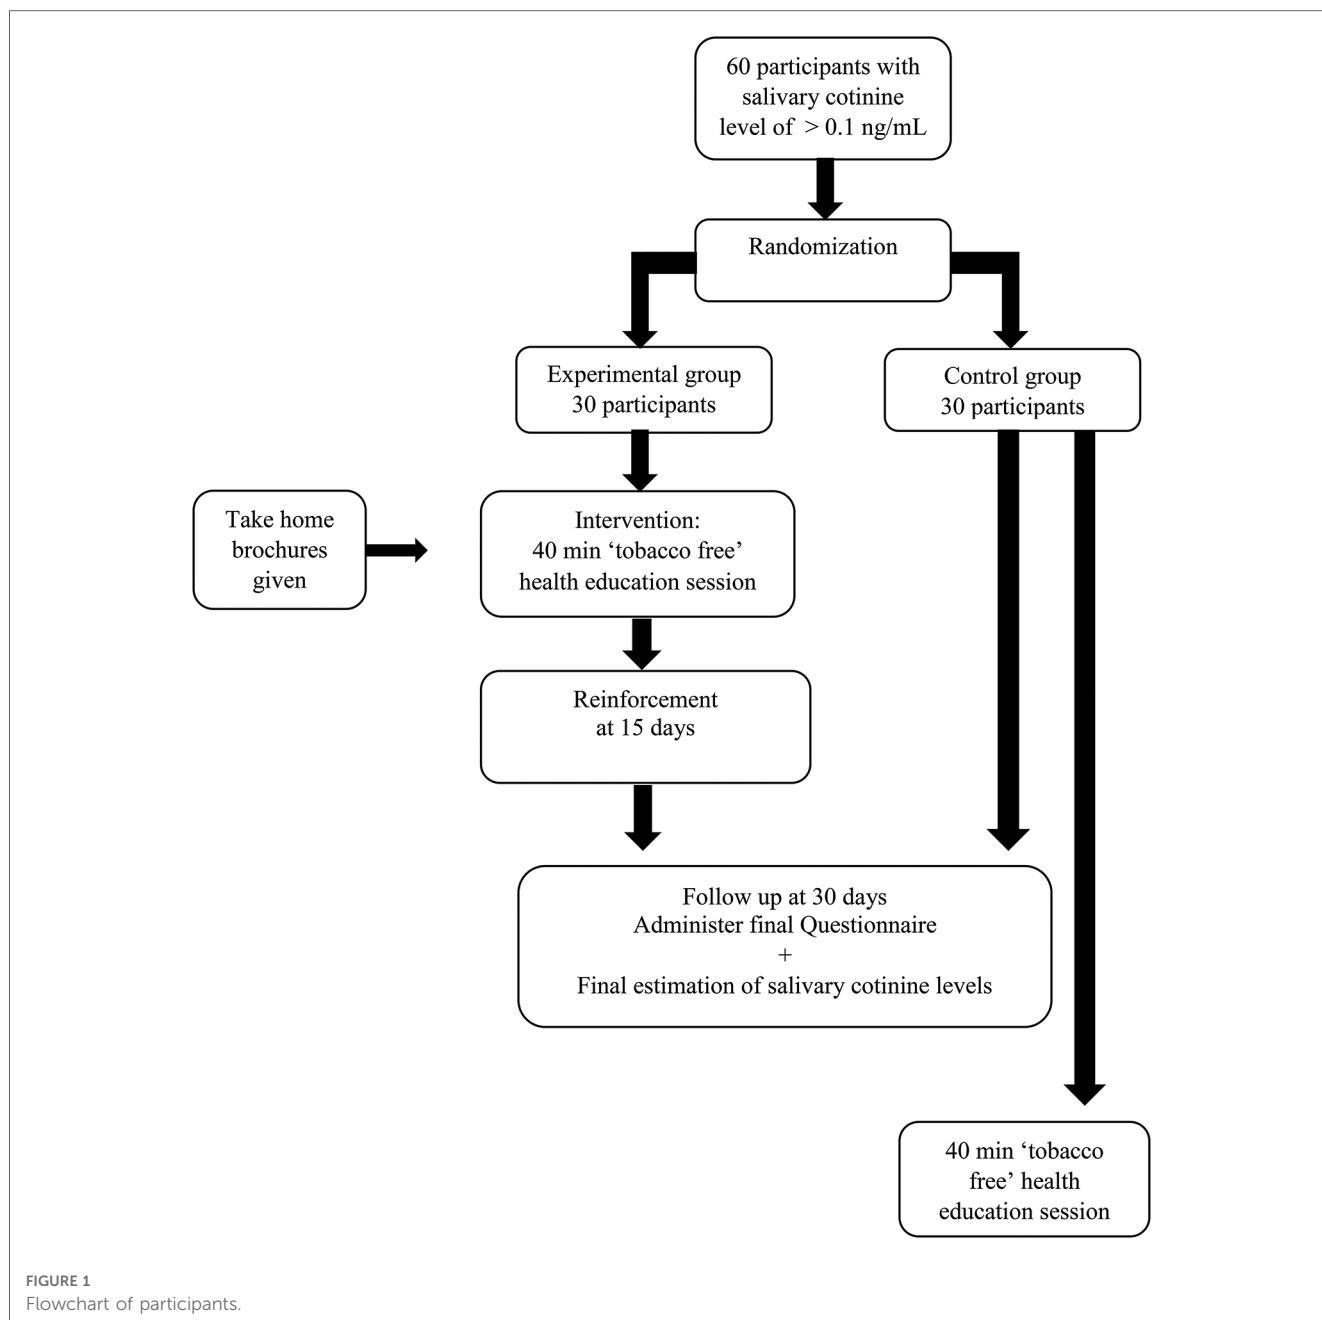 60 participants with
salivary cotinine
level of > 0.1 ng/mL
Randomization
Experimental group
30 participants
Control group
30 participants
Take home
brochures
given
Intervention:
40 min ‘tobacco free’
health education session
Reinforcement
at 15 days
Follow up at 30 days
Administer final Questionnaire
+
Final estimation of salivary cotinine levels
40 min ‘tobacco
free’ health
education session
FIGURE 1
Flowchart of participants.